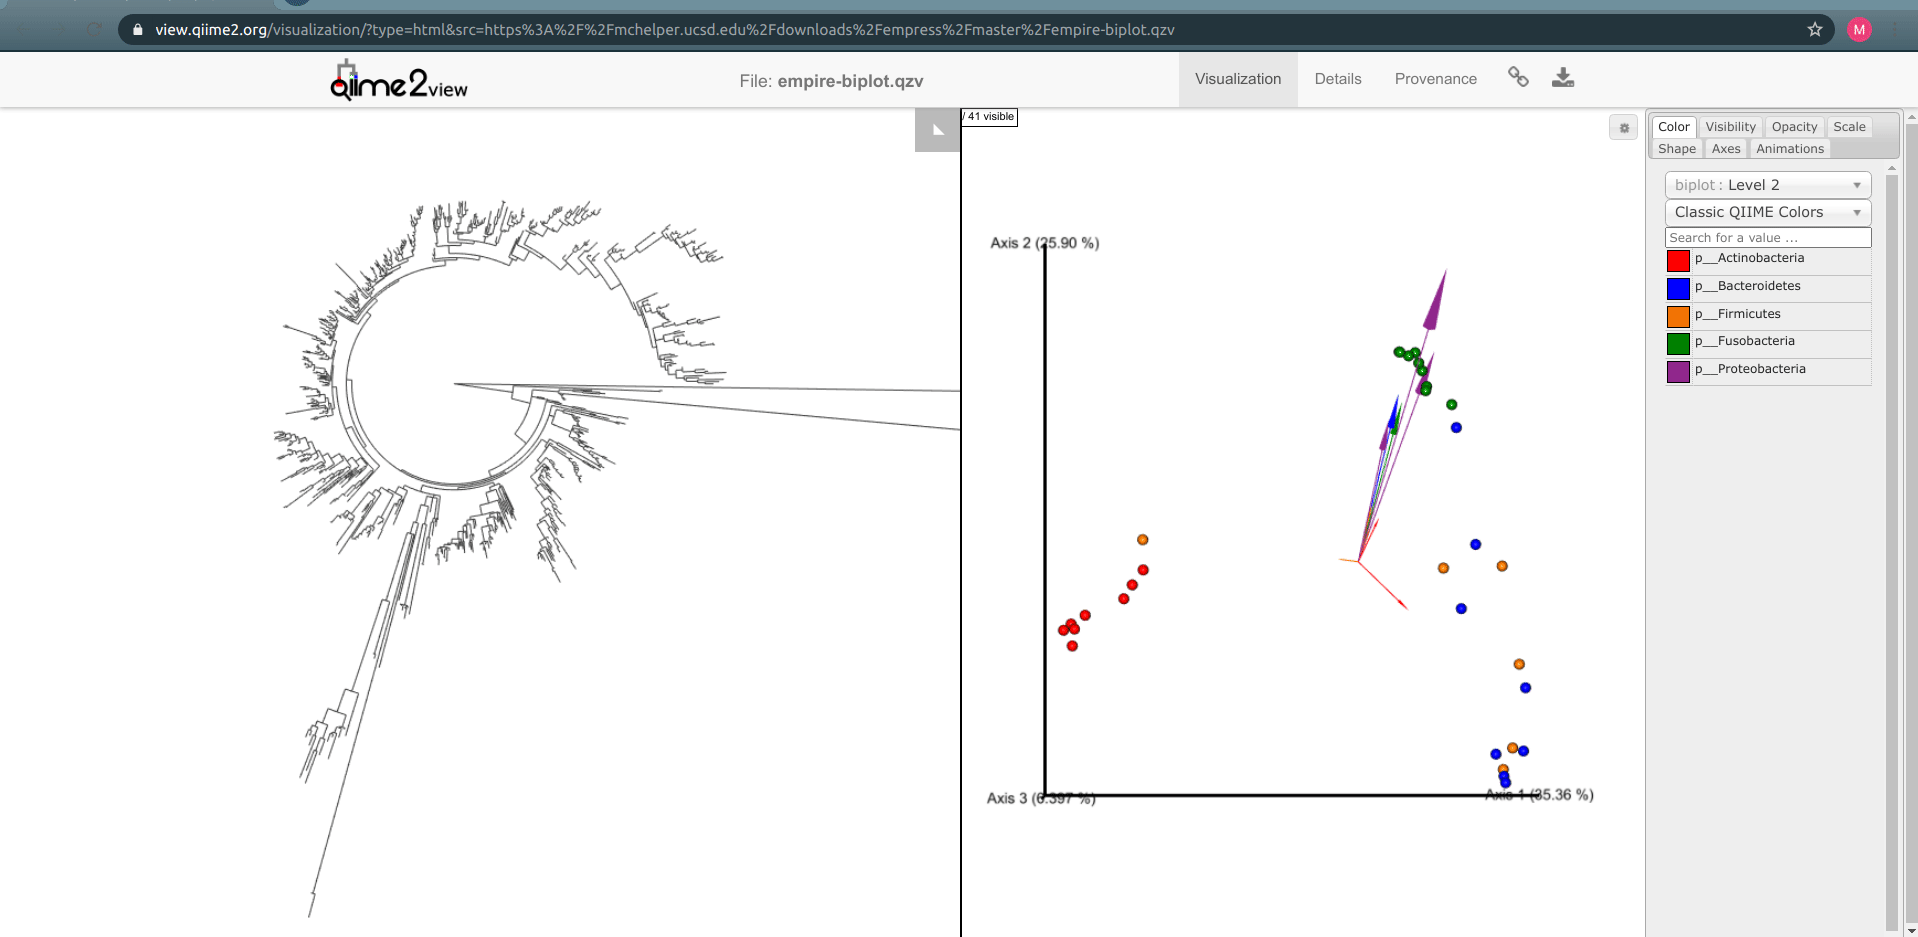 view.qiime2.org/visualization/?type=html&src=https%3A%2F%2Fmchelper.ucsd.edu%2Fdownloads%2Fempress%2Fmaster%2Fempire-biplot.qzv
M
qiime2view
File: empire-biplot.qzv
Visualization
Details
Provenance
/ 41 visible
Color
Visibility
Opacity
Scale
Shape
Axes
Animations
biplot : Level 2
Classic QIIME Colors
Search for a value ...
p__Actinobacteria
p__Bacteroidetes
p__Firmicutes
p__Fusobacteria
p__Proteobacteria
Axis 2 (25.90 %)
Axis 3 (6.397 %)
Axis 1 (35.36 %)